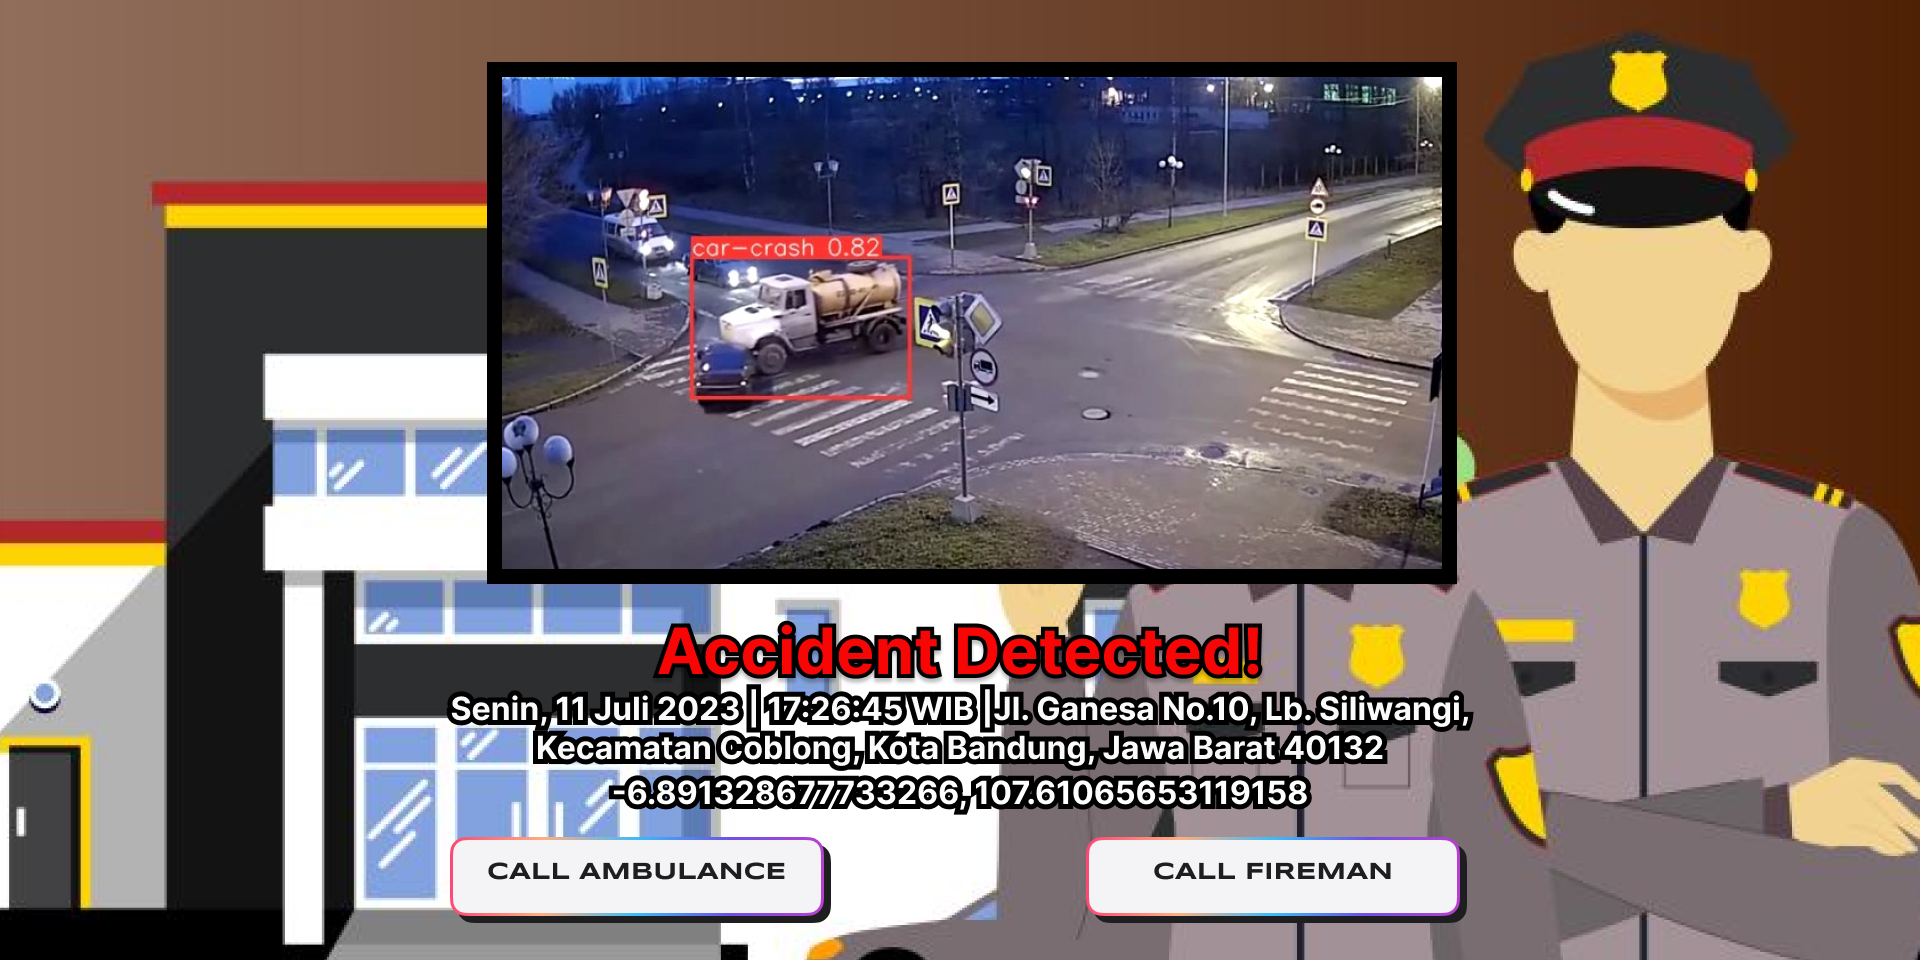 car-crash 0.82
Accident Detected!
Senin, 11 Juli 2023 | 17:26:45 WIB |Jl. Ganesa No.10, Lb. Siliwangi,
Kecamatan Coblong, Kota Bandung, Jawa Barat 40132
-6.891328677733266, 107.61065653119158
CALL AMBULANCE
CALL FIREMAN